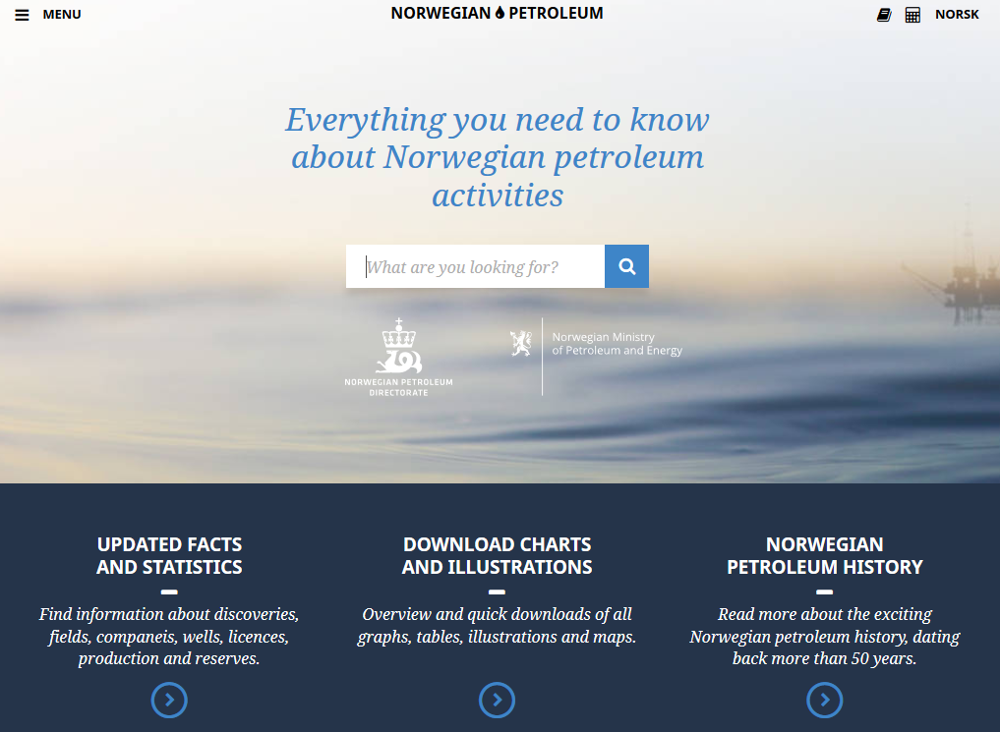 MENU
NORWEGIAN PETROLEUM
NORSK
Everything you need to know
about Norwegian petroleum
activities
What are you looking for?
NORWEGIAN PETROLEUM
DIRECTORATE
Norwegian Ministry
of Petroleum and Energy
UPDATED FACTS
AND STATISTICS
Find information about discoveries,
fields, companeis, wells, licences,
production and reserves.
DOWNLOAD CHARTS
AND ILLUSTRATIONS
Overview and quick downloads of all
graphs, tables, illustrations and maps.
NORWEGIAN
PETROLEUM HISTORY
Read more about the exciting
Norwegian petroleum history, dating
back more than 50 years.